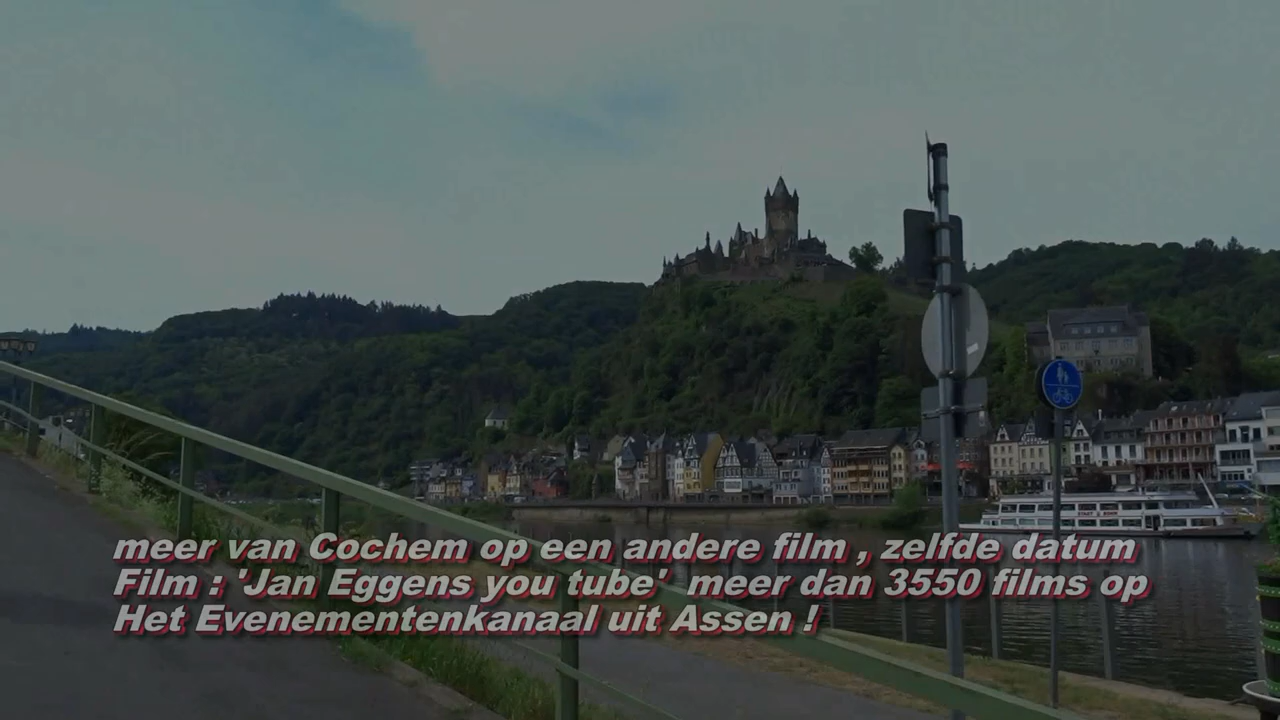 meer van Cochem op een andere film , zelfde datum
Film : 'Jan Eggens you tube'  meer dan 3550 films op
Het Evenementenkanaal uit Assen !